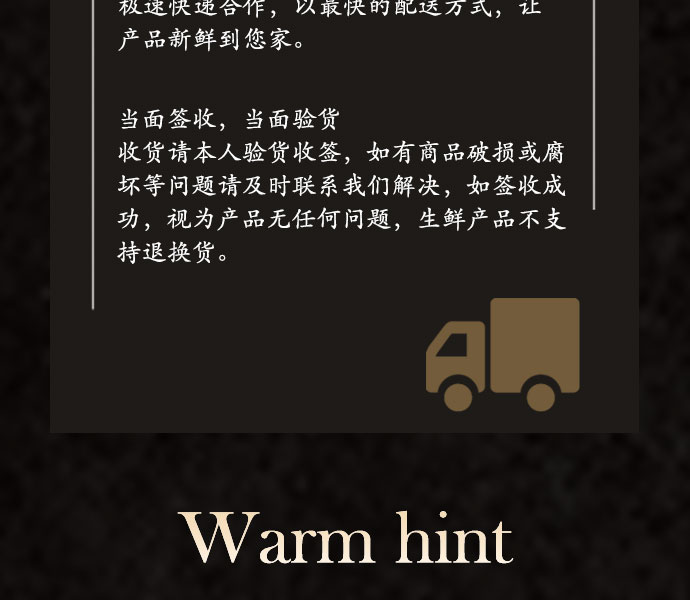 极速快递合作，以最快的配送方式，让
产品新鲜到您家。
当面签收，当面验货
收货请本人验货收签，如有商品破损或腐
坏等问题请及时联系我们解决，如签收成
功，视为产品无任何问题，生鲜产品不支
持退换货。
Warm hint